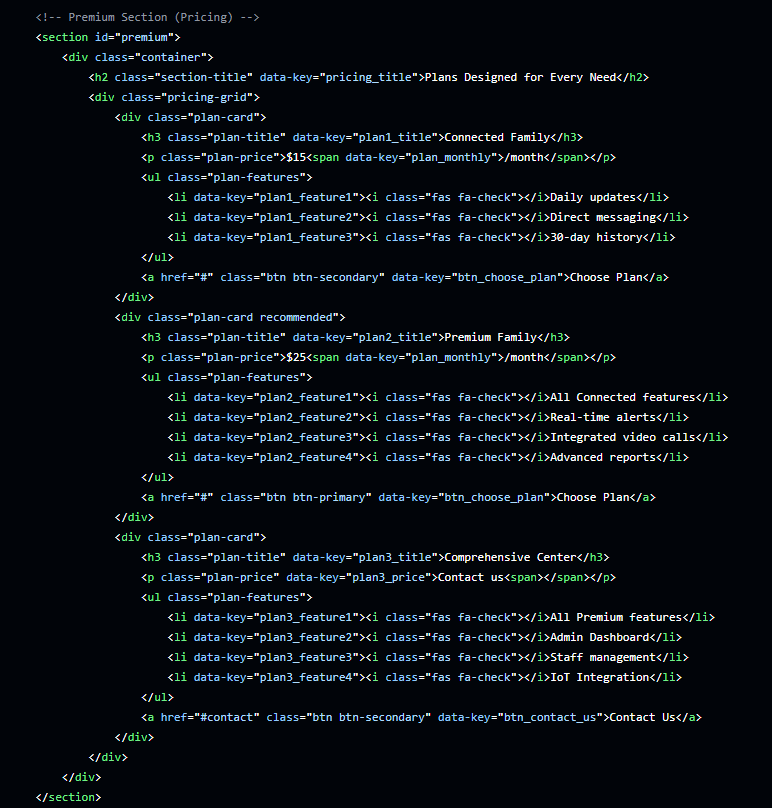 <!-- Premium Section (Pricing) -->
<section id="premium">
    <div class="container">
        <h2 class="section-title" data-key="pricing_title">Plans Designed for Every Need</h2>
        <div class="pricing-grid">
            <div class="plan-card">
                <h3 class="plan-title" data-key="plan1_title">Connected Family</h3>
                <p class="plan-price">$15<span data-key="plan_monthly">/month</span></p>
                <ul class="plan-features">
                    <li data-key="plan1_feature1"><i class="fas fa-check"></i>Daily updates</li>
                    <li data-key="plan1_feature2"><i class="fas fa-check"></i>Direct messaging</li>
                    <li data-key="plan1_feature3"><i class="fas fa-check"></i>30-day history</li>
                </ul>
                <a href="#" class="btn btn-secondary" data-key="btn_choose_plan">Choose Plan</a>
            </div>
            <div class="plan-card recommended">
                <h3 class="plan-title" data-key="plan2_title">Premium Family</h3>
                <p class="plan-price">$25<span data-key="plan_monthly">/month</span></p>
                <ul class="plan-features">
                    <li data-key="plan2_feature1"><i class="fas fa-check"></i>All Connected features</li>
                    <li data-key="plan2_feature2"><i class="fas fa-check"></i>Real-time alerts</li>
                    <li data-key="plan2_feature3"><i class="fas fa-check"></i>Integrated video calls</li>
                    <li data-key="plan2_feature4"><i class="fas fa-check"></i>Advanced reports</li>
                </ul>
                <a href="#" class="btn btn-primary" data-key="btn_choose_plan">Choose Plan</a>
            </div>
            <div class="plan-card">
                <h3 class="plan-title" data-key="plan3_title">Comprehensive Center</h3>
                <p class="plan-price" data-key="plan3_price">Contact us<span></span></p>
                <ul class="plan-features">
                    <li data-key="plan3_feature1"><i class="fas fa-check"></i>All Premium features</li>
                    <li data-key="plan3_feature2"><i class="fas fa-check"></i>Admin Dashboard</li>
                    <li data-key="plan3_feature3"><i class="fas fa-check"></i>Staff management</li>
                    <li data-key="plan3_feature4"><i class="fas fa-check"></i>IoT Integration</li>
                </ul>
                <a href="#contact" class="btn btn-secondary" data-key="btn_contact_us">Contact Us</a>
            </div>
        </div>
    </div>
</section>